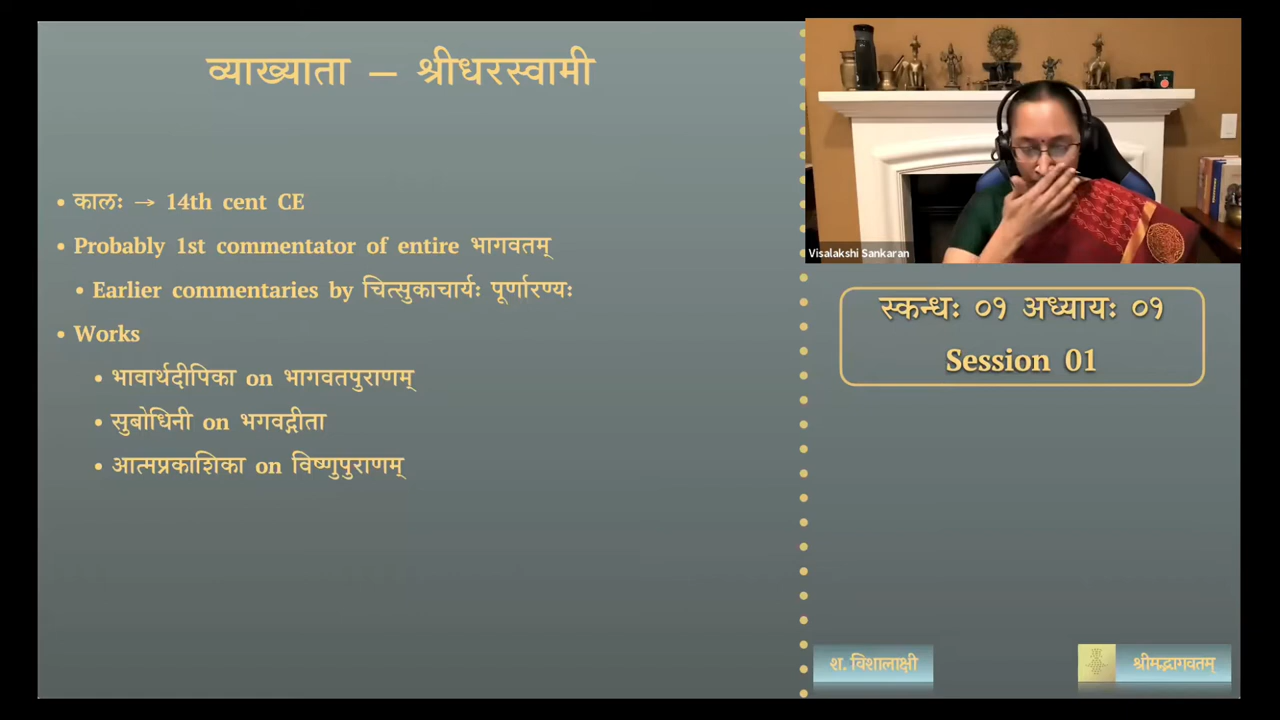 व्याख्याता – श्रीधरस्वामी
• कालः → 14th cent CE
• Probably 1st commentator of entire भागवतम्
• Earlier commentaries by चित्सुकाचार्यः पूर्णारण्यः
• Works
• भावार्थदीपिका on भागवतपुराणम्
• सुबोधिनी on भगवद्गीता
• आत्मप्रकाशिका on विष्णुपुराणम्
Visalakshi Sankaran
स्कन्धः ०१ अध्यायः ०१
Session 01
श. विशालाक्षी
श्रीमद्भागवतम्